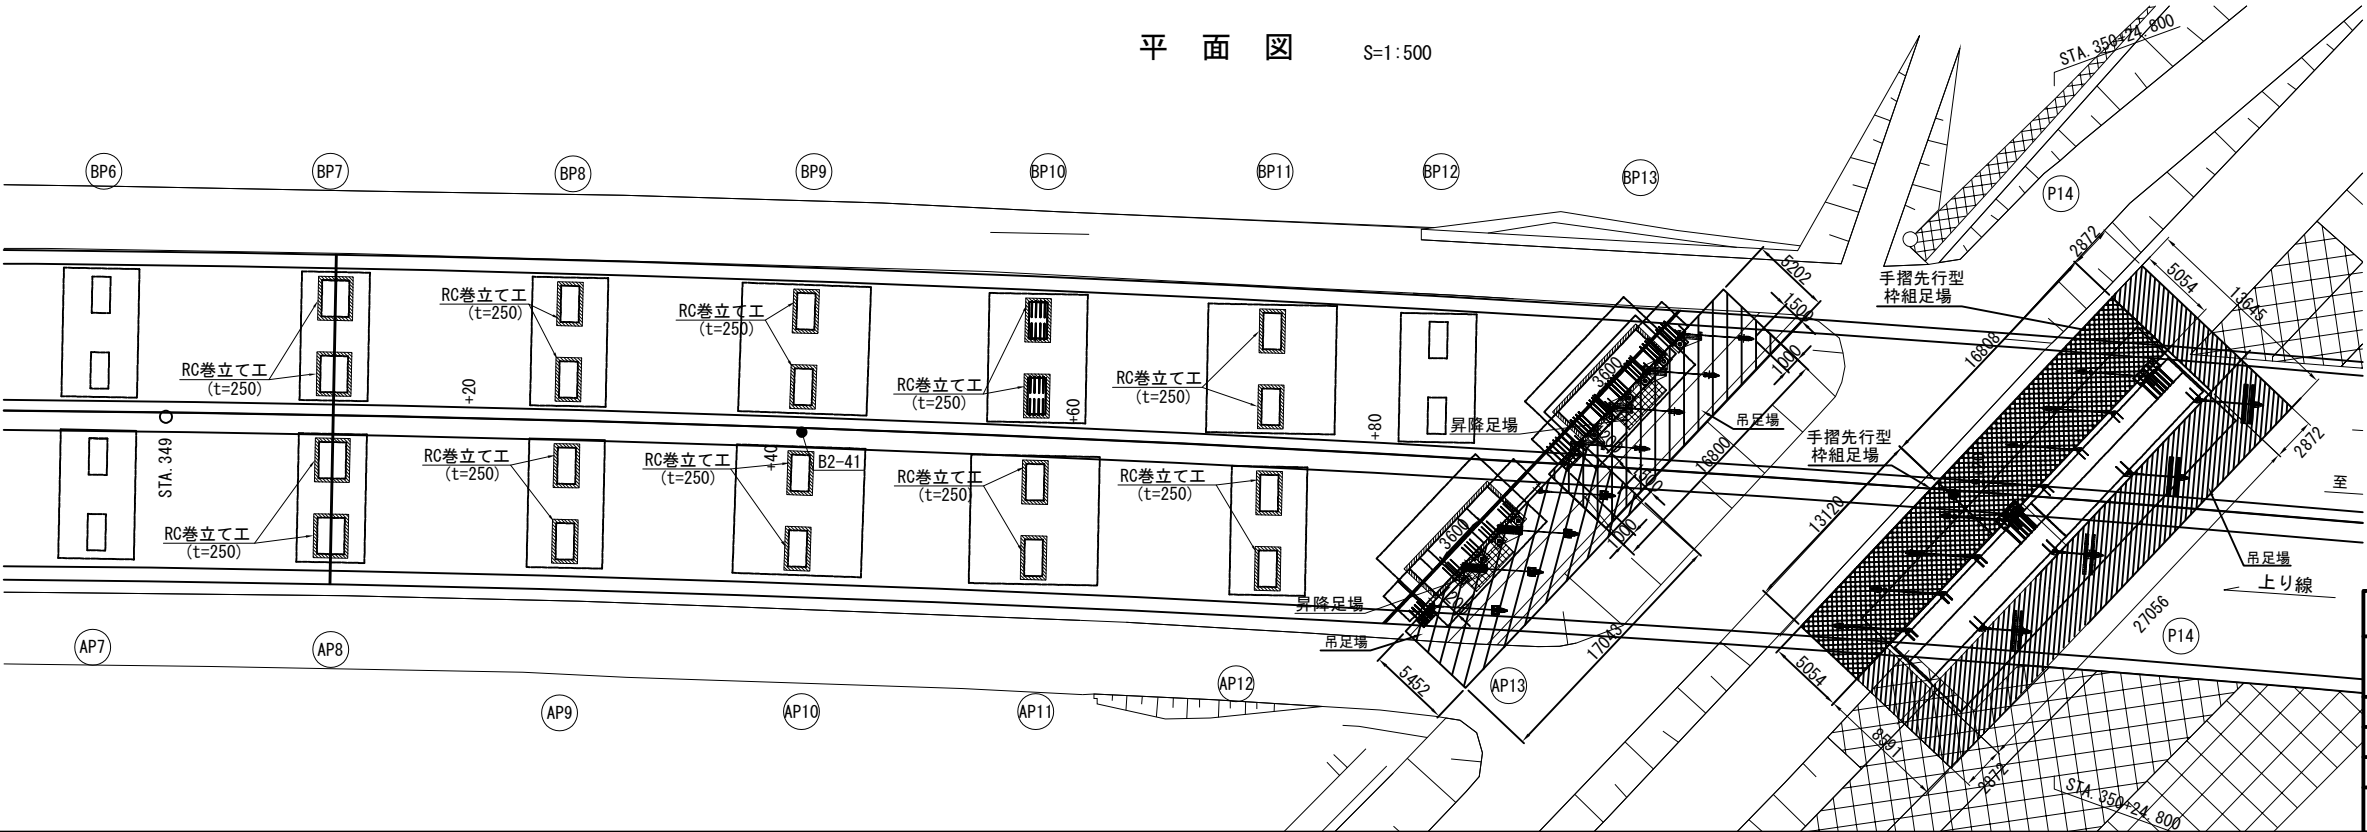 平 面 図 S=1:500
STA. 350+24. 800
BP6
BP7
BP8
BP9
BP10
BP11
BP12
BP13
P14
RC巻立て工
(t=250)
RC巻立て工
(t=250)
RC巻立て工
(t=250)
RC巻立て工
(t=250)
RC巻立て工
(t=250)
+20
+60
+80
STA. 349
+40
B2-41
RC巻立て工
(t=250)
RC巻立て工
(t=250)
RC巻立て工
(t=250)
RC巻立て工
(t=250)
RC巻立て工
(t=250)
5202
1500
1000
3600
昇降足場
吊足場
16800
1000
3600
昇降足場
吊足場
5452
17043
手摺先行型
枠組足場
2872
5054
13645
16808
手摺先行型
枠組足場
13120
2872
至
吊足場
上り線
27056
5054
8591
2872
P14
STA. 350+24. 800
AP7
AP8
AP9
AP10
AP11
AP12
AP13